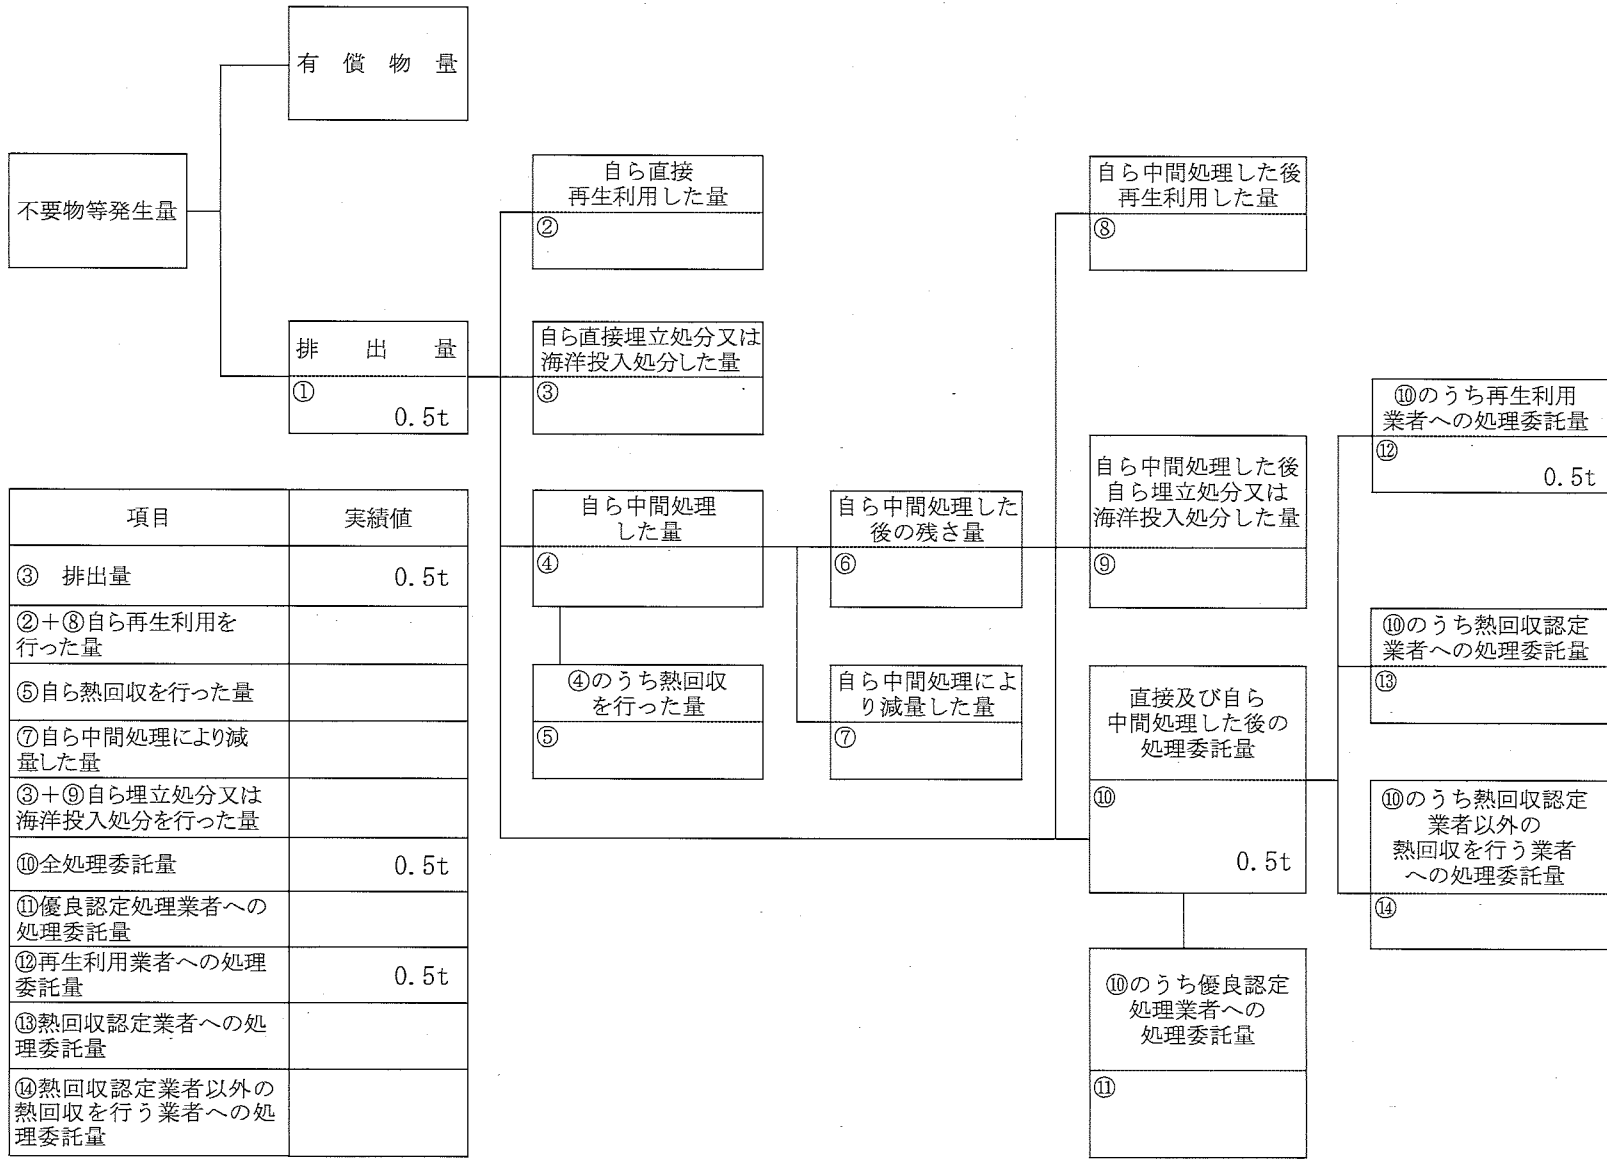 有償物量
不要物等発生量
排出量
①
0.5t
自ら直接
再生利用した量
②
自ら直接埋立処分又は
海洋投入処分した量
③
自ら中間処理
した量
④
④のうち熱回収
を行った量
⑤
自ら中間処理した
後の残さ量
⑥
自ら中間処理によ
り減量した量
⑦
自ら中間処理した後
再生利用した量
⑧
自ら中間処理した後
自ら埋立処分又は
海洋投入処分した量
⑨
直接及び自ら
中間処理した後の
処理委託量
⑩
0.5t
⑩のうち優良認定
処理業者への
処理委託量
⑪
⑩のうち再生利用
業者への処理委託量
⑫
0.5t
⑩のうち熱回収認定
業者への処理委託量
⑬
⑩のうち熱回収認定
業者以外の
熱回収を行う業者
への処理委託量
⑭
項目 実績値
③ 排出量 0.5t
②+⑧自ら再生利用を
行った量
⑤自ら熱回収を行った量
⑦自ら中間処理により減
量した量
③+⑨自ら埋立処分又は
海洋投入処分を行った量
⑩全処理委託量 0.5t
⑪優良認定処理業者への
処理委託量
⑫再生利用業者への処理
委託量 0.5t
⑬熱回収認定業者への処
理委託量
⑭熱回収認定業者以外の
熱回収を行う業者への処
理委託量